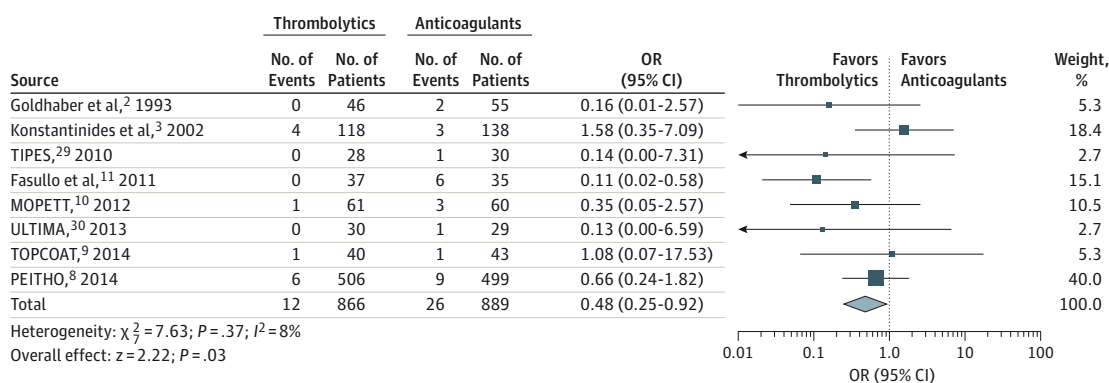 Thrombolytics Anticoagulants
No. of No. of No. of No. of OR Favors Favors Weight,
Source Events Patients Events Patients (95% CI) Thrombolytics Anticoagulants %
Goldhaber et al,2 1993 0 46 2 55 0.16 (0.01-2.57) 5.3
Konstantinides et al,3 2002 4 118 3 138 1.58 (0.35-7.09) 18.4
TIPES,29 2010 0 28 1 30 0.14 (0.00-7.31) 2.7
Fasullo et al,11 2011 0 37 6 35 0.11 (0.02-0.58) 15.1
MOPETT,10 2012 1 61 3 60 0.35 (0.05-2.57) 10.5
ULTIMA,30 2013 0 30 1 29 0.13 (0.00-6.59) 2.7
TOPCOAT,9 2014 1 40 1 43 1.08 (0.07-17.53) 5.3
PEITHO,8 2014 6 506 9 499 0.66 (0.24-1.82) 40.0
Total 12 866 26 889 0.48 (0.25-0.92) 100.0
Heterogeneity: χ²₇ = 7.63; P = .37; I² = 8%
Overall effect: z = 2.22; P = .03
0.01 0.1 1.0 10 100
OR (95% CI)